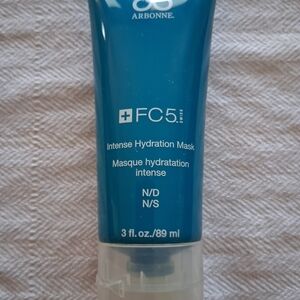 ARBONNE.
FC5
Intense Hydration Mask
Masque hydratation
intense
N/D
N/S
3 fl. oz./89 ml